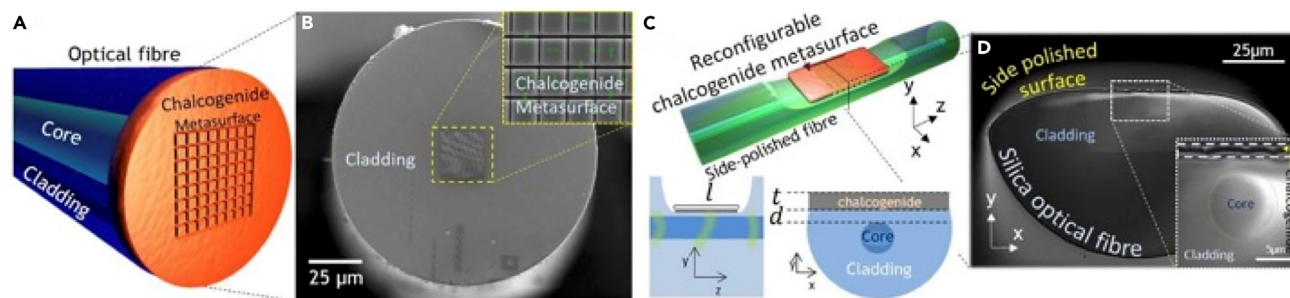 A
Optical fibre
Chalcogenide
Metasurface
Core
Cladding
B
Chalcogenide
Metasurface
Cladding
25 μm
C
Reconfigurable
chalcogenide metasurface
Side-polished fibre
y
z
x
l
y
z
t
d
chalcogenide
Core
Cladding
y
x
D
25μm
Side polished
surface
Cladding
Silica optical fibre
y
x
Core
Cladding
5μm
Chalcogenide